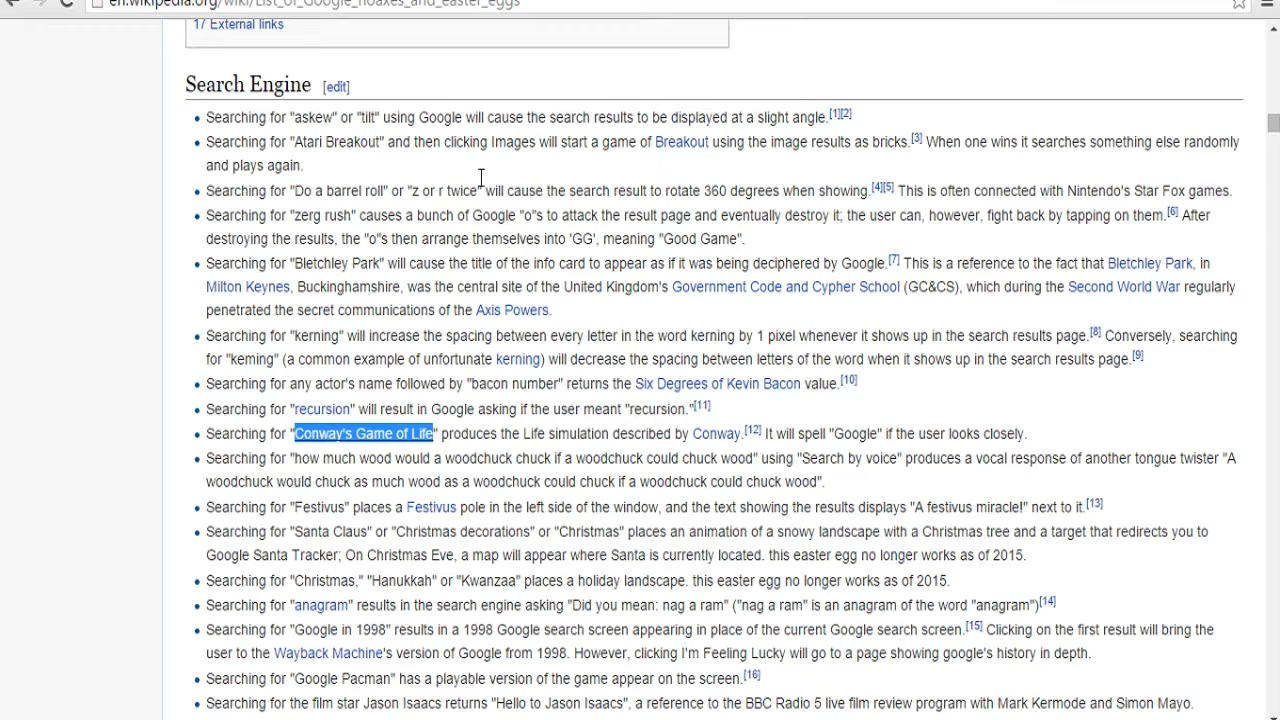 en.wikipedia.org/wiki/List_of_Google_hoaxes_and_easter_eggs
17 External links
Search Engine [edit]
Searching for "askew" or "tilt" using Google will cause the search results to be displayed at a slight angle.[1][2]
Searching for "Atari Breakout" and then clicking Images will start a game of Breakout using the image results as bricks.[3] When one wins it searches something else randomly
and plays again.
Searching for "Do a barrel roll" or "z or r twice" will cause the search result to rotate 360 degrees when showing.[4][5] This is often connected with Nintendo's Star Fox games.
Searching for "zerg rush" causes a bunch of Google "o"s to attack the result page and eventually destroy it; the user can, however, fight back by tapping on them.[6] After
destroying the results, the "o"s then arrange themselves into 'GG', meaning "Good Game".
Searching for "Bletchley Park" will cause the title of the info card to appear as if it was being deciphered by Google.[7] This is a reference to the fact that Bletchley Park, in
Milton Keynes, Buckinghamshire, was the central site of the United Kingdom's Government Code and Cypher School (GC&CS), which during the Second World War regularly
penetrated the secret communications of the Axis Powers.
Searching for "kerning" will increase the spacing between every letter in the word kerning by 1 pixel whenever it shows up in the search results page.[8] Conversely, searching
for "keming" (a common example of unfortunate kerning) will decrease the spacing between letters of the word when it shows up in the search results page.[9]
Searching for any actor's name followed by "bacon number" returns the Six Degrees of Kevin Bacon value.[10]
Searching for "recursion" will result in Google asking if the user meant "recursion."[11]
Searching for "Conway's Game of Life" produces the Life simulation described by Conway.[12] It will spell "Google" if the user looks closely.
Searching for "how much wood would a woodchuck chuck if a woodchuck could chuck wood" using "Search by voice" produces a vocal response of another tongue twister "A
woodchuck would chuck as much wood as a woodchuck could chuck if a woodchuck could chuck wood".
Searching for "Festivus" places a Festivus pole in the left side of the window, and the text showing the results displays "A festivus miracle!" next to it.[13]
Searching for "Santa Claus" or "Christmas decorations" or "Christmas" places an animation of a snowy landscape with a Christmas tree and a target that redirects you to
Google Santa Tracker; On Christmas Eve, a map will appear where Santa is currently located. this easter egg no longer works as of 2015.
Searching for "Christmas," "Hanukkah" or "Kwanzaa" places a holiday landscape. this easter egg no longer works as of 2015.
Searching for "anagram" results in the search engine asking "Did you mean: nag a ram" ("nag a ram" is an anagram of the word "anagram")[14]
Searching for "Google in 1998" results in a 1998 Google search screen appearing in place of the current Google search screen.[15] Clicking on the first result will bring the
user to the Wayback Machine's version of Google from 1998. However, clicking I'm Feeling Lucky will go to a page showing google's history in depth.
Searching for "Google Pacman" has a playable version of the game appear on the screen.[16]
Searching for the film star Jason Isaacs returns "Hello to Jason Isaacs", a reference to the BBC Radio 5 live film review program with Mark Kermode and Simon Mayo.